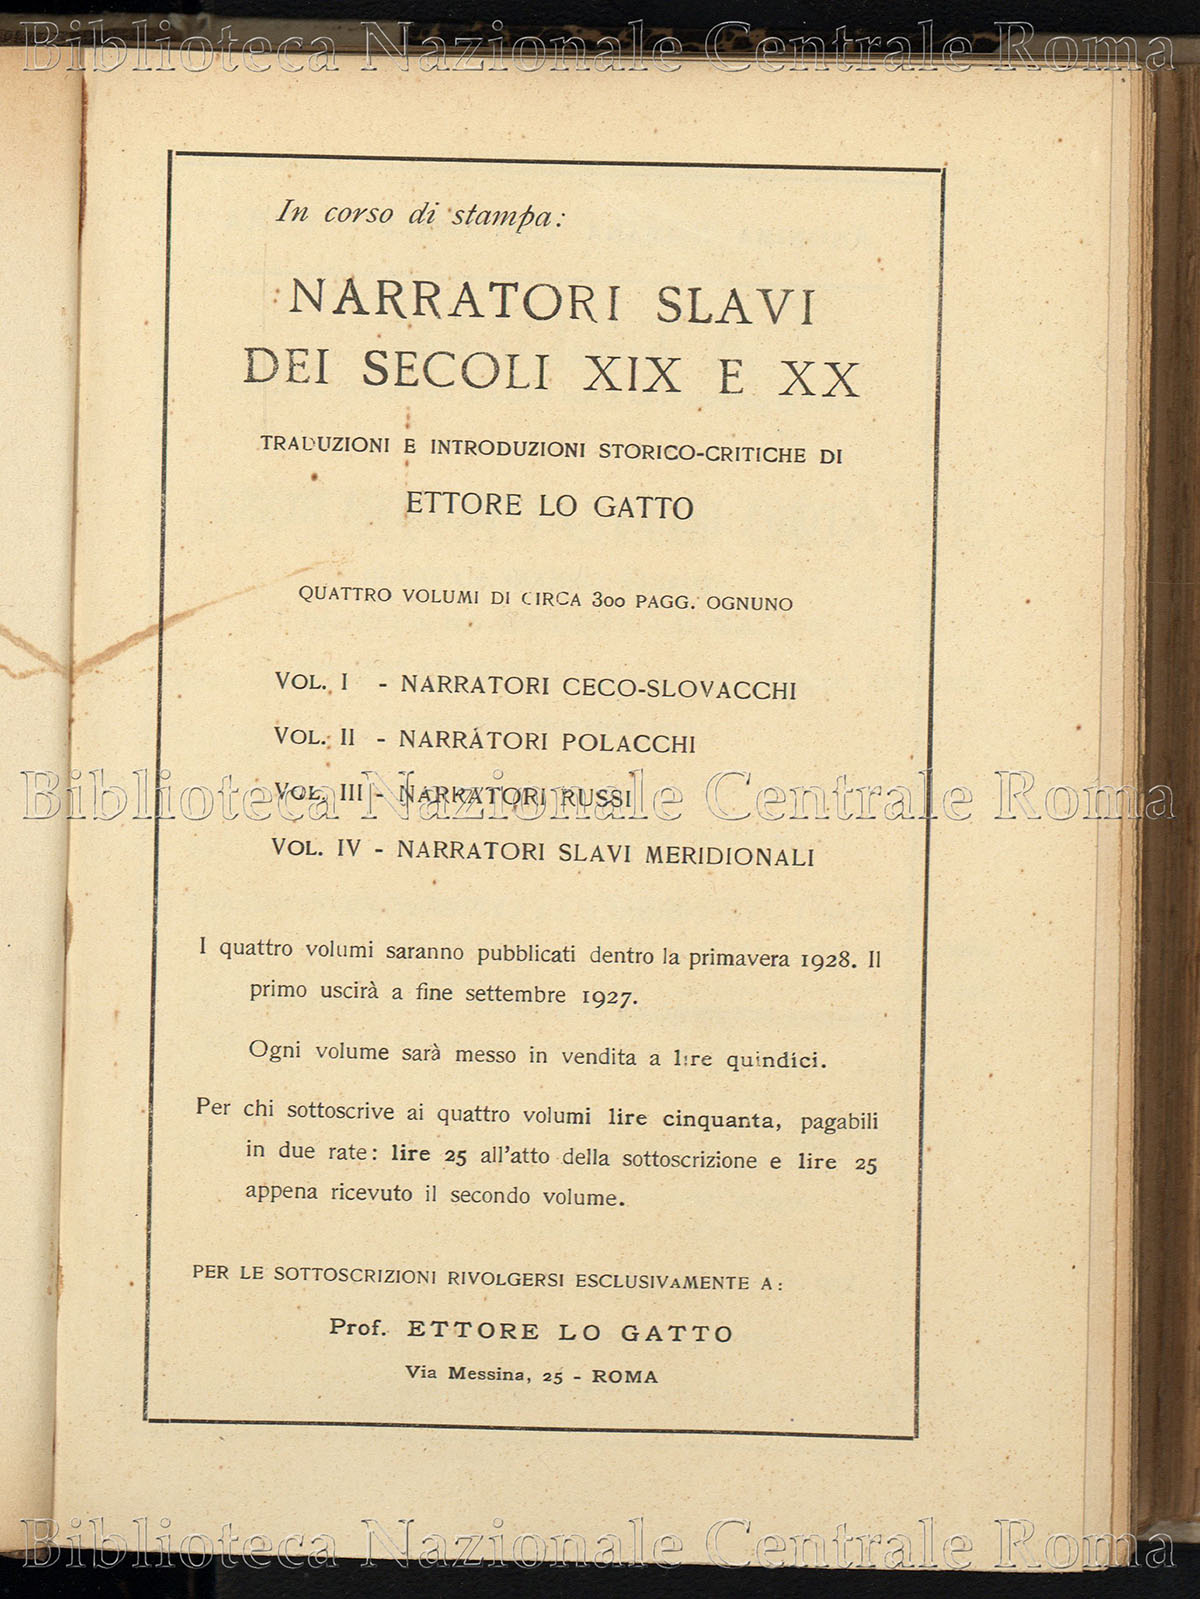 Biblioteca Nazionale Centrale Roma
In corso di stampa:
NARRATORI SLAVI
DEI SECOLI XIX E XX
TRADUZIONI E INTRODUZIONI STORICO-CRITICHE DI
ETTORE LO GATTO
QUATTRO VOLUMI DI CIRCA 300 PAGG. OGNUNO
VOL. I - NARRATORI CECO-SLOVACCHI
VOL. II - NARRATORI POLACCHI
Biblioteca Nazionale Centrale Roma
VOL. III - NARRATORI RUSSI
VOL. IV - NARRATORI SLAVI MERIDIONALI
I quattro volumi saranno pubblicati dentro la primavera 1928. Il
primo uscirà a fine settembre 1927.
Ogni volume sarà messo in vendita a lire quindici.
Per chi sottoscrive ai quattro volumi lire cinquanta, pagabili
in due rate: lire 25 all'atto della sottoscrizione e lire 25
appena ricevuto il secondo volume.
PER LE SOTTOSCRIZIONI RIVOLGERSI ESCLUSIVAMENTE A:
Prof. ETTORE LO GATTO
Via Messina, 25 - ROMA
Biblioteca Nazionale Centrale Roma